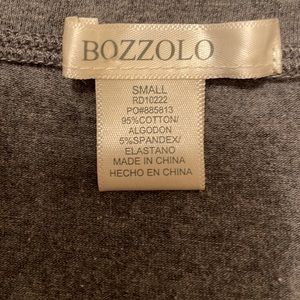 BOZZOLO
SMALL
RD10222
PO#885813
95%COTTON/
ALGODON
5%SPANDEX/
ELASTANO
MADE IN CHINA
HECHO EN CHINA